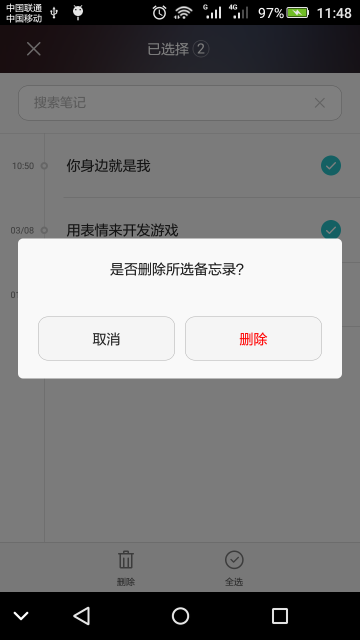 中国联通
中国移动
G
4G
97%
11:48
已选择 2
搜索笔记
10:50
你身边就是我
03/08
用表情来开发游戏
是否删除所选备忘录?
取消
删除
删除
全选